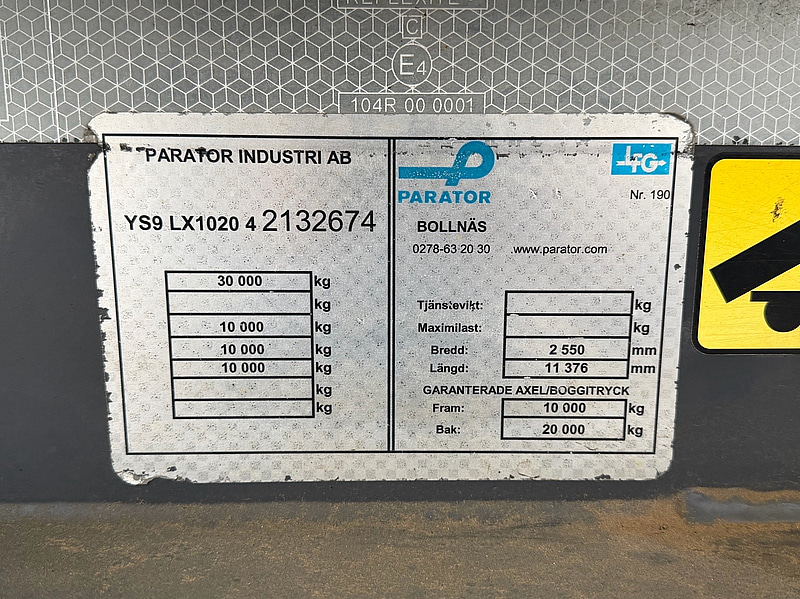 REFLEXITE
C
E4
104R 00 0001
PARATOR INDUSTRI AB
YS9 LX1020 4 2132674
30 000 kg
kg
10 000 kg
10 000 kg
10 000 kg
kg
kg
PARATOR
LFG
Nr. 190
BOLLNÄS
0278-63 20 30 www.parator.com
Tjänstevikt: kg
Maximilast: kg
Bredd: 2 550 mm
Längd: 11 376 mm
GARANTERADE AXEL/BOGGITRYCK
Fram: 10 000 kg
Bak: 20 000 kg